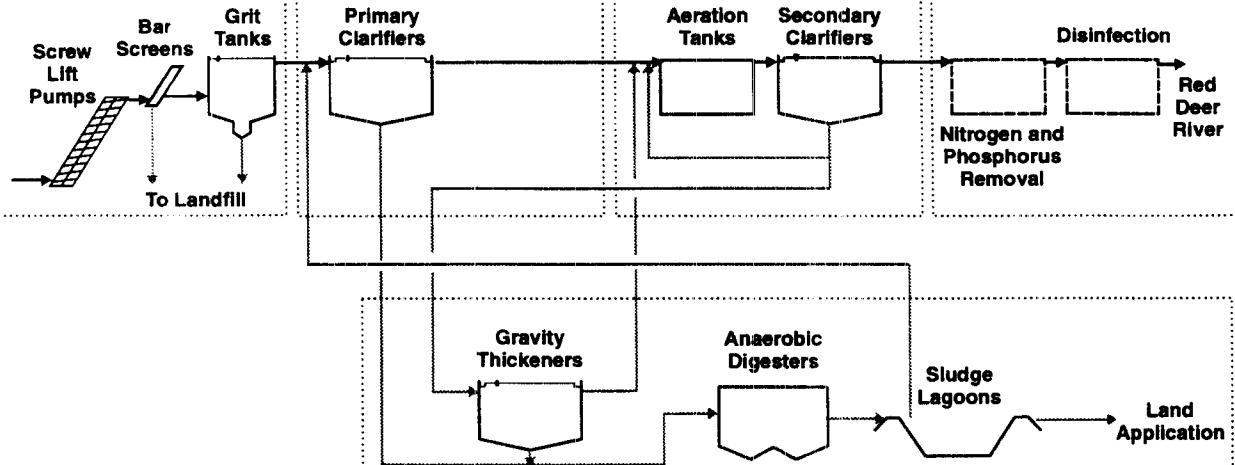 Screw
Lift
Pumps
Bar
Screens
Grit
Tanks
To Landfill
Primary
Clarifiers
Aeration
Tanks
Secondary
Clarifiers
Disinfection
Nitrogen and
Phosphorus
Removal
Red
Deer
River
Gravity
Thickeners
Anaerobic
Digesters
Sludge
Lagoons
Land
Application